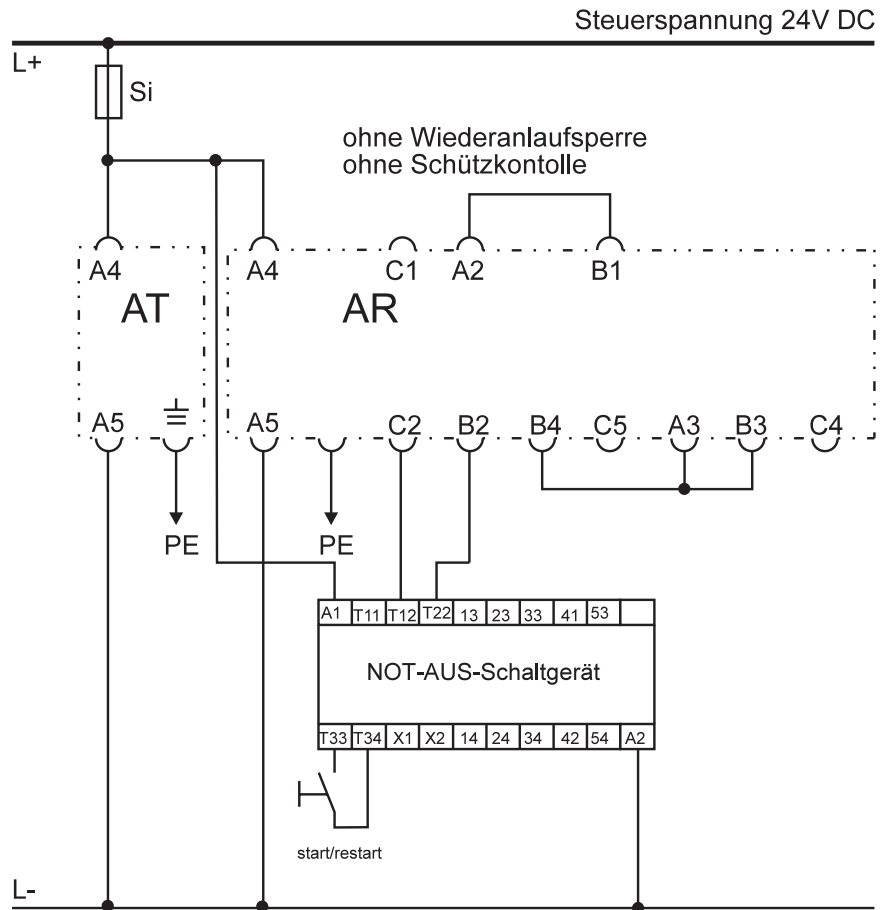 Steuerspannung 24V DC
L+
Si
ohne Wiederanlaufsperre
ohne Schützkontolle
A4 A4 C1 A2 B1
AT AR
A5 A5 C2 B2 B4 C5 A3 B3 C4
PE PE
A1 T11 T12 T22 13 23 33 41 53
NOT-AUS-Schaltgerät
T33 T34 X1 X2 14 24 34 42 54 A2
start/restart
L-